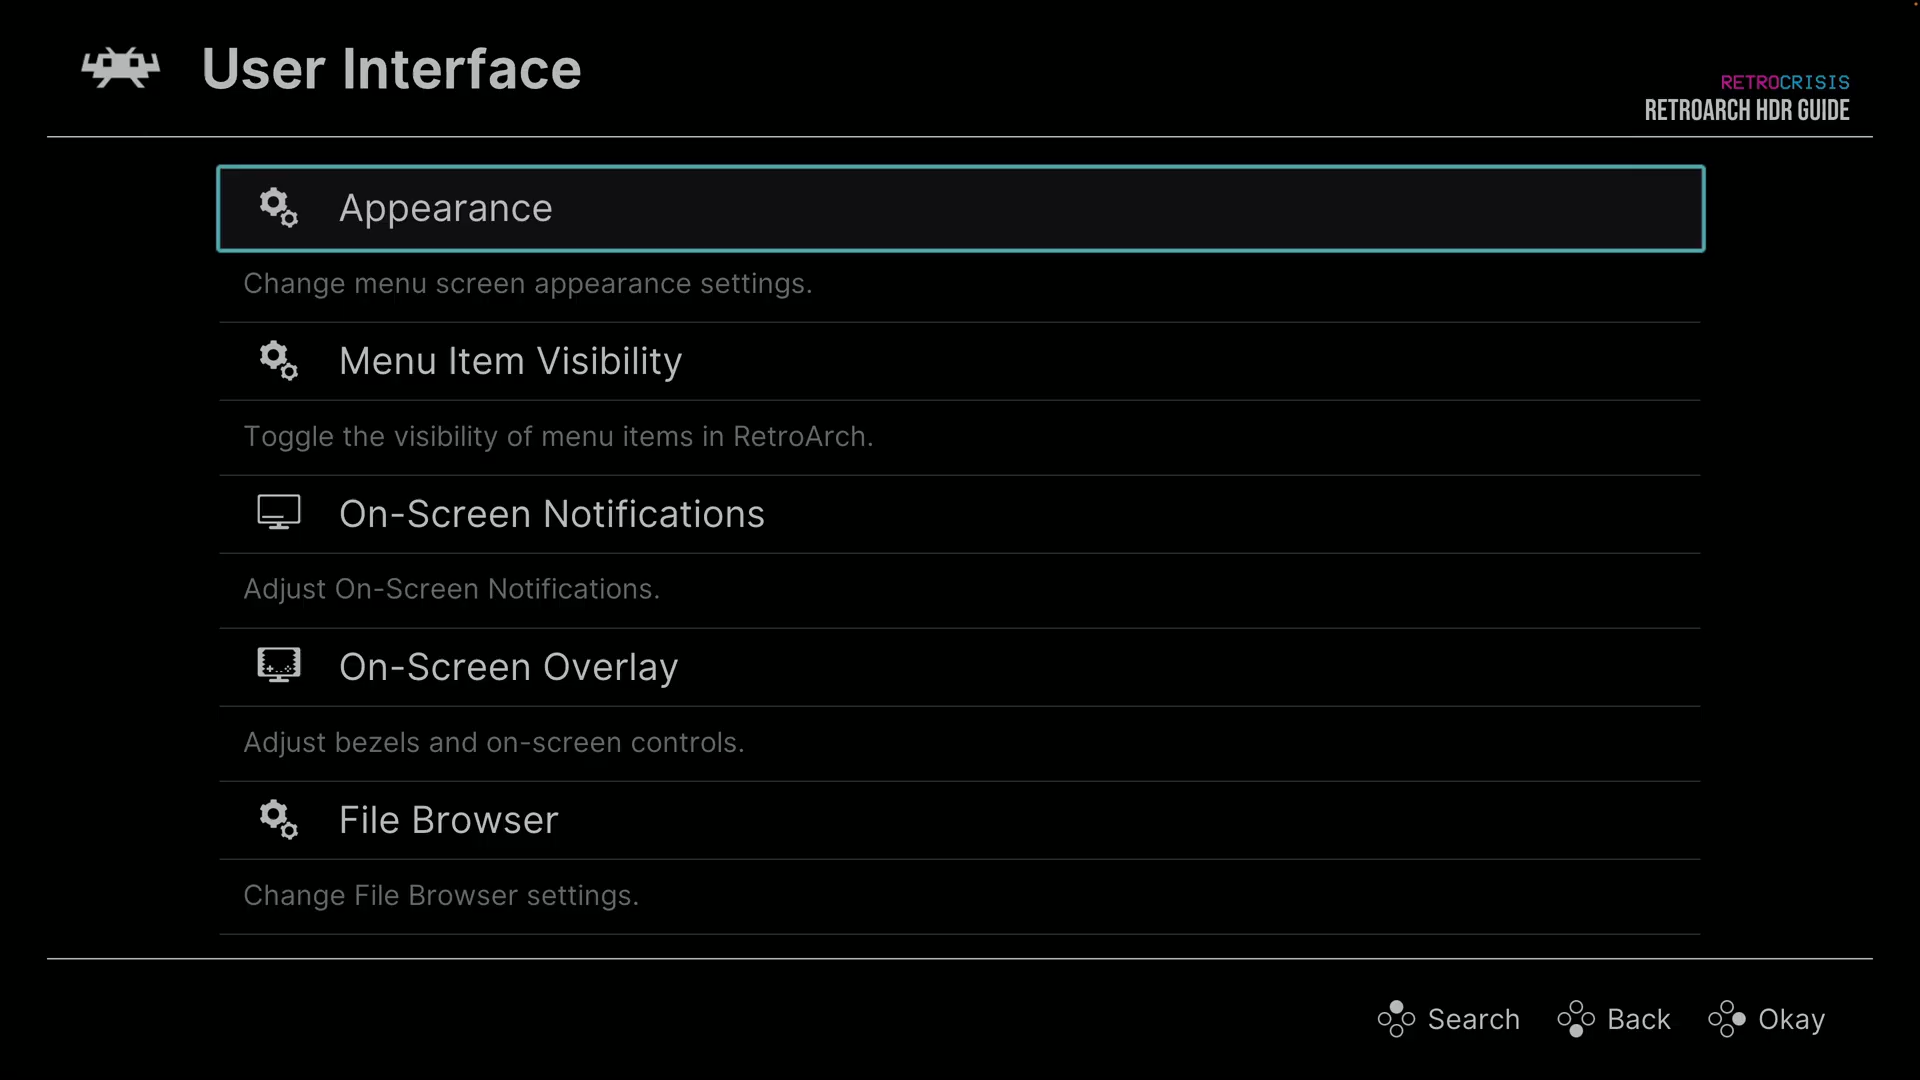 User Interface
RETROCRISIS
RETROARCH HDR GUIDE
Appearance
Change menu screen appearance settings.
Menu Item Visibility
Toggle the visibility of menu items in RetroArch.
On-Screen Notifications
Adjust On-Screen Notifications.
On-Screen Overlay
Adjust bezels and on-screen controls.
File Browser
Change File Browser settings.
Search Back Okay